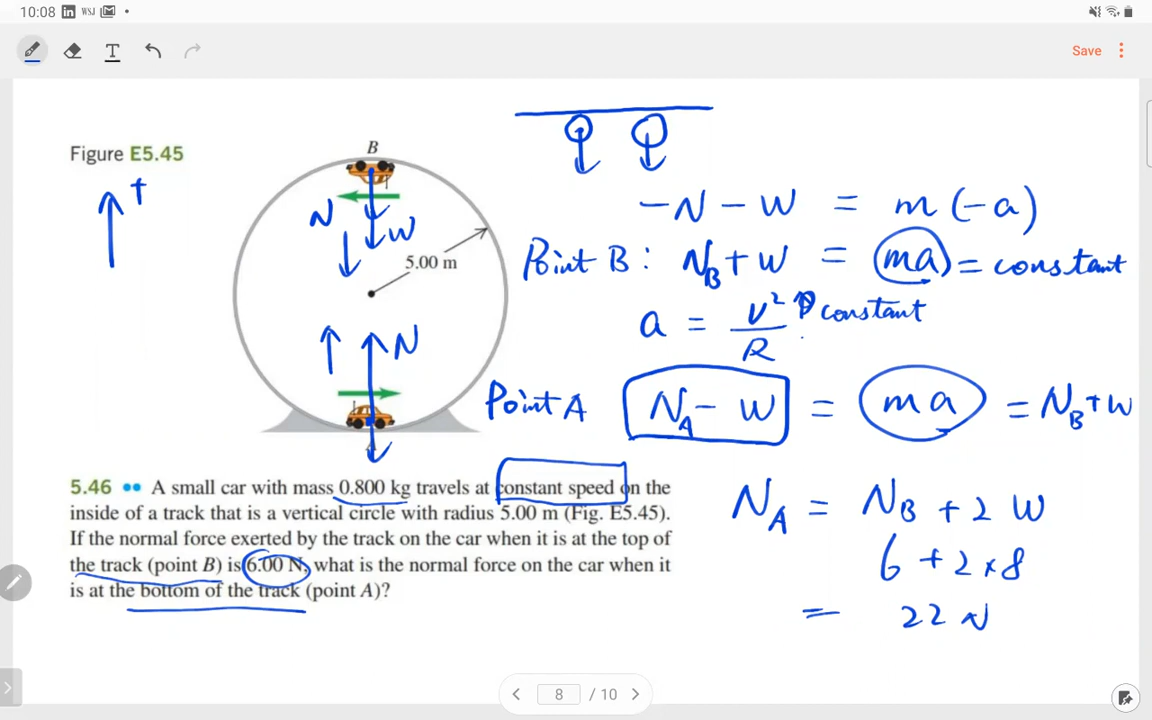 10:08 in WSJ M •
T Save
Figure E5.45
+
B
N
W
5.00 m
N
-N - W = m (-a)
Point B : N_B + W = ma = constant
a = V² / R constant
Point A N_A - W = ma = N_B + W
5.46 •• A small car with mass 0.800 kg travels at constant speed on the
inside of a track that is a vertical circle with radius 5.00 m (Fig. E5.45).
If the normal force exerted by the track on the car when it is at the top of
the track (point B) is 6.00 N, what is the normal force on the car when it
is at the bottom of the track (point A)?
N_A = N_B + 2 W
6 + 2 × 8
= 22 N
< 8 / 10 >